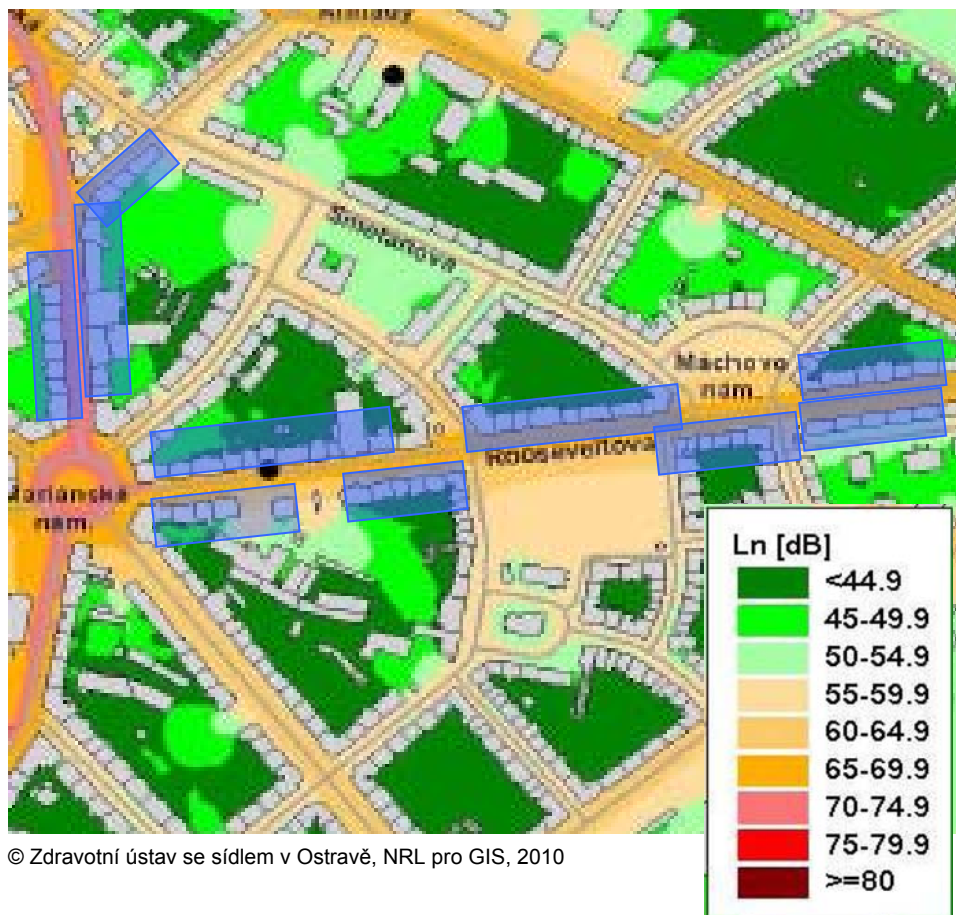 Armády
Smetanova
Máchovo
nám.
Rooseveltova
Mariánské
nám.
Ln [dB]
<44.9
45-49.9
50-54.9
55-59.9
60-64.9
65-69.9
70-74.9
75-79.9
>=80
© Zdravotní ústav se sídlem v Ostravě, NRL pro GIS, 2010